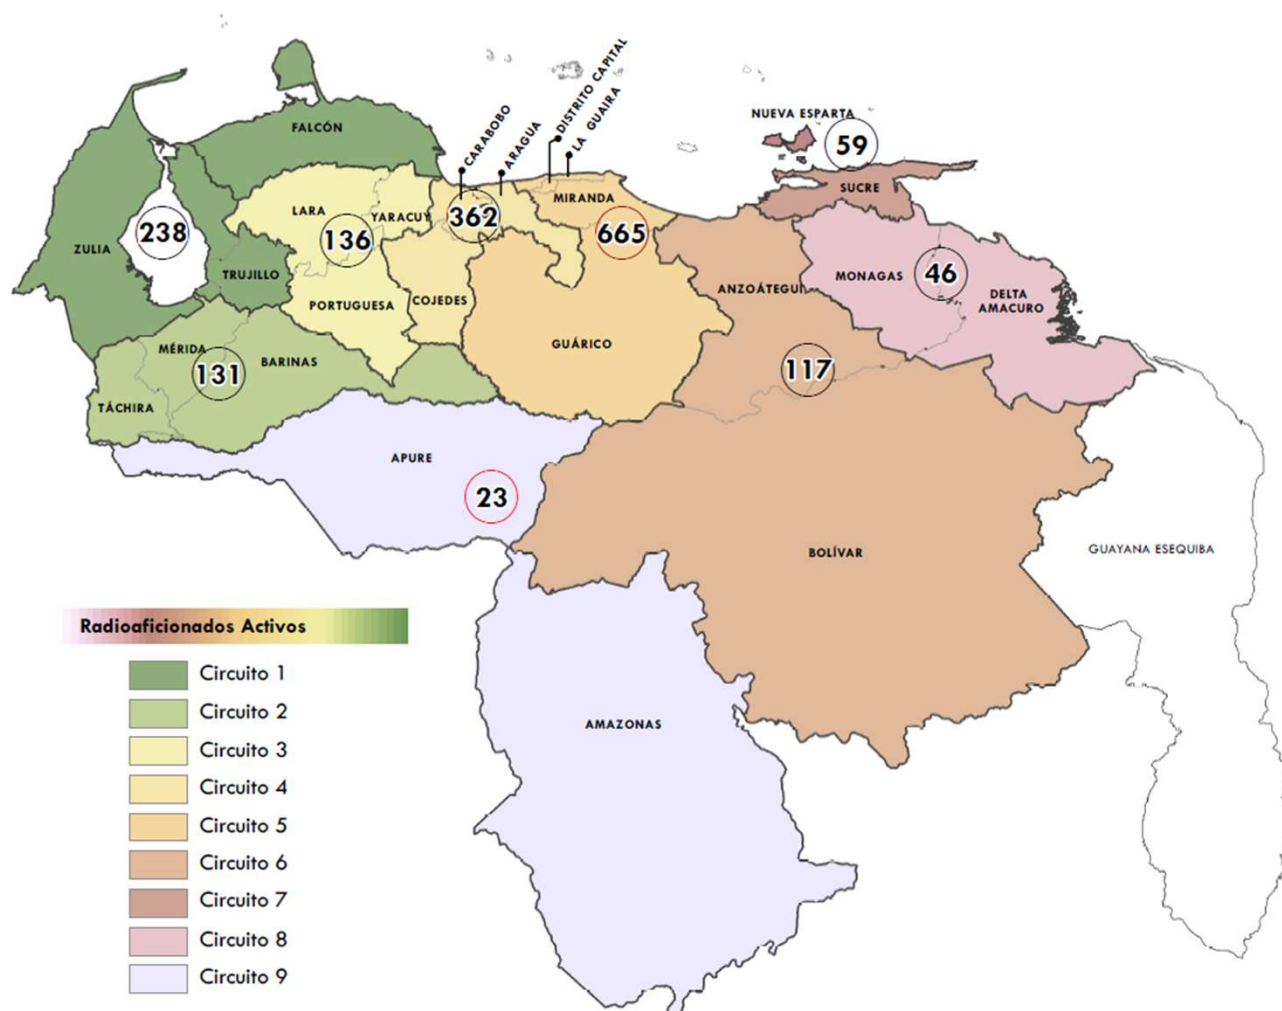 DISTRITO CAPITAL
LA GUAIRA
CARABOBO
ARAGUA
NUEVA ESPARTA
59
FALCÓN
SUCRE
MIRANDA
LARA
YARACUY
362
665
238
136
ZULIA
TRUJILLO
MONAGAS
46
ANZOÁTEGUI
DELTA
AMACURO
PORTUGUESA
COJEDES
GUÁRICO
MÉRIDA
131
BARINAS
117
TÁCHIRA
APURE
23
BOLÍVAR
GUAYANA ESEQUIBA
AMAZONAS
Radioaficionados Activos
Circuito 1
Circuito 2
Circuito 3
Circuito 4
Circuito 5
Circuito 6
Circuito 7
Circuito 8
Circuito 9